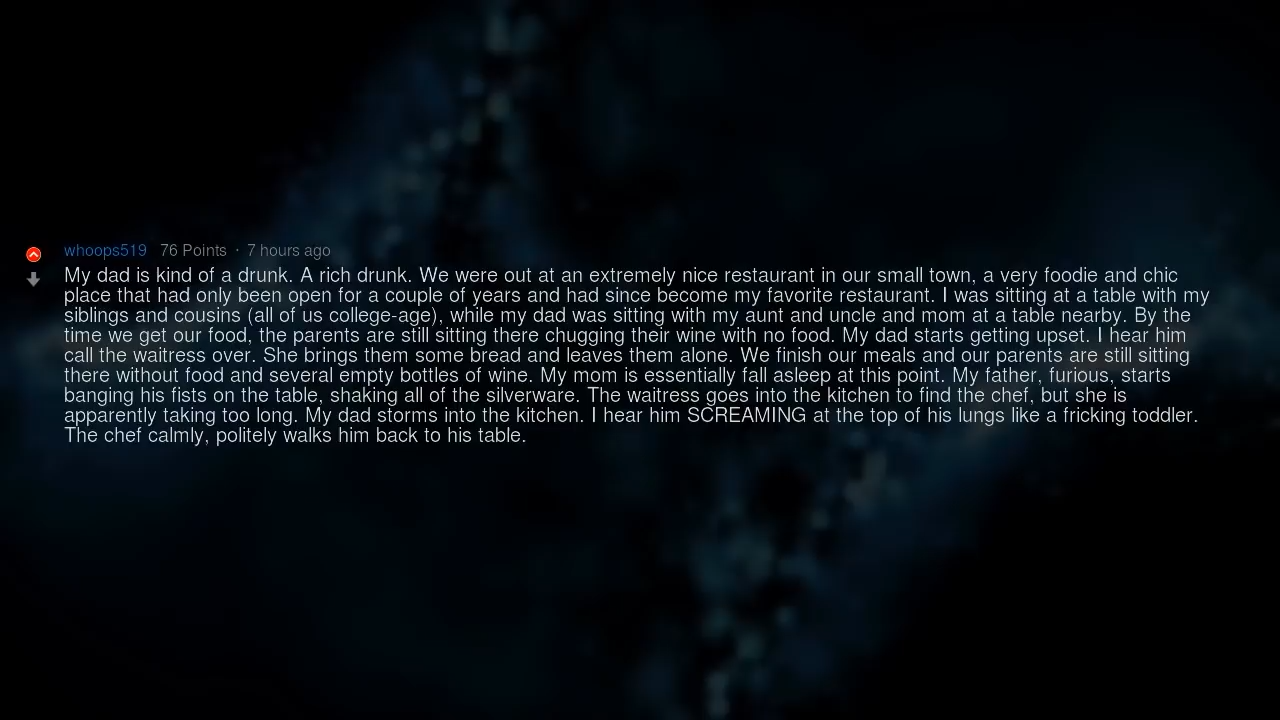 whoops519 76 Points · 7 hours ago
My dad is kind of a drunk. A rich drunk. We were out at an extremely nice restaurant in our small town, a very foodie and chic
place that had only been open for a couple of years and had since become my favorite restaurant. I was sitting at a table with my
siblings and cousins (all of us college-age), while my dad was sitting with my aunt and uncle and mom at a table nearby. By the
time we get our food, the parents are still sitting there chugging their wine with no food. My dad starts getting upset. I hear him
call the waitress over. She brings them some bread and leaves them alone. We finish our meals and our parents are still sitting
there without food and several empty bottles of wine. My mom is essentially fall asleep at this point. My father, furious, starts
banging his fists on the table, shaking all of the silverware. The waitress goes into the kitchen to find the chef, but she is
apparently taking too long. My dad storms into the kitchen. I hear him SCREAMING at the top of his lungs like a fricking toddler.
The chef calmly, politely walks him back to his table.